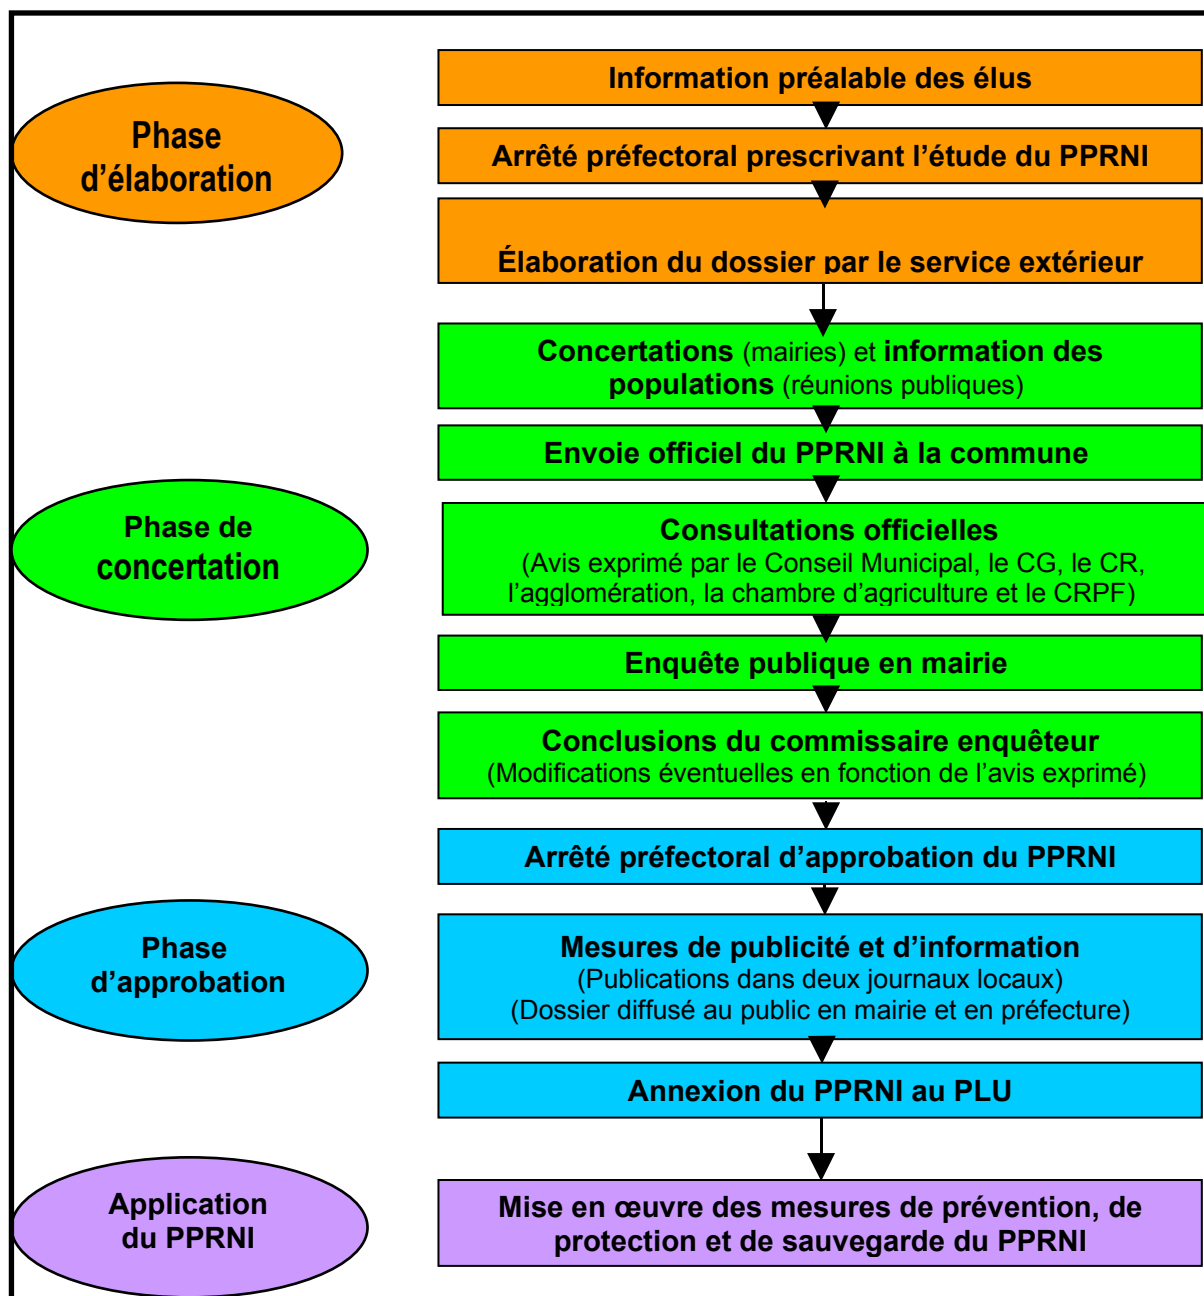 Phase
d'élaboration
Information préalable des élus
Arrêté préfectoral prescrivant l'étude du PPRNI
Élaboration du dossier par le service extérieur
Phase de
concertation
Concertations (mairies) et information des
populations (réunions publiques)
Envoie officiel du PPRNI à la commune
Consultations officielles
(Avis exprimé par le Conseil Municipal, le CG, le CR,
l'agglomération, la chambre d'agriculture et le CRPF)
Enquête publique en mairie
Conclusions du commissaire enquêteur
(Modifications éventuelles en fonction de l'avis exprimé)
Phase
d'approbation
Arrêté préfectoral d'approbation du PPRNI
Mesures de publicité et d'information
(Publications dans deux journaux locaux)
(Dossier diffusé au public en mairie et en préfecture)
Annexion du PPRNI au PLU
Application
du PPRNI
Mise en œuvre des mesures de prévention, de
protection et de sauvegarde du PPRNI